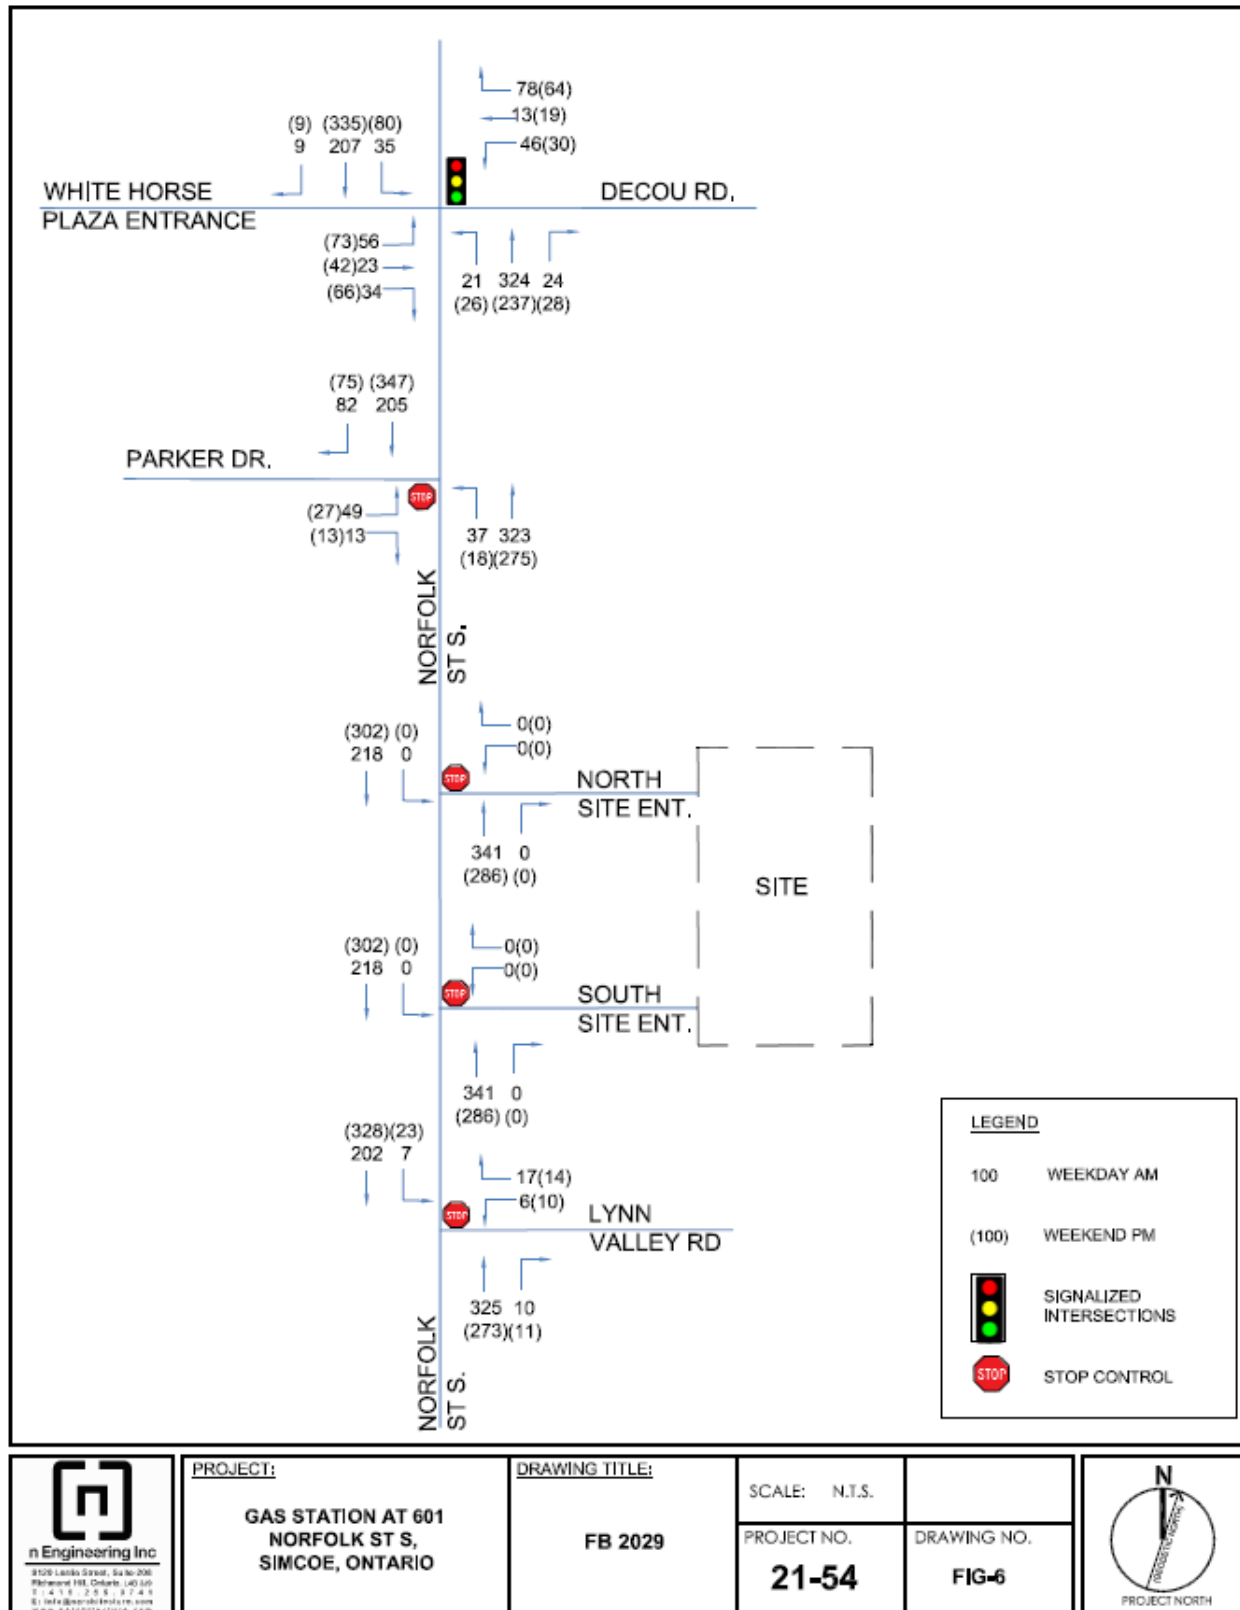 78(64)
13(19)
46(30)
(9) (335)(80)
9 207 35
WHITE HORSE
PLAZA ENTRANCE
DECOU RD.
(73)56
(42)23
(66)34
21 324 24
(26) (237)(28)
(75) (347)
82 205
PARKER DR.
STOP
(27)49
(13)13
37 323
(18)(275)
NORFOLK
ST S.
(302) (0)
218 0
0(0)
0(0)
STOP
NORTH
SITE ENT.
341 0
(286) (0)
SITE
(302) (0)
218 0
0(0)
0(0)
STOP
SOUTH
SITE ENT.
341 0
(286) (0)
(328)(23)
202 7
17(14)
6(10)
STOP
LYNN
VALLEY RD
325 10
(273)(11)
NORFOLK
ST S.
LEGEND
100 WEEKDAY AM
(100) WEEKEND PM
SIGNALIZED
INTERSECTIONS
STOP
STOP CONTROL
n
n Engineering Inc
PROJECT:
GAS STATION AT 601
NORFOLK ST S,
SIMCOE, ONTARIO
DRAWING TITLE:
FB 2029
SCALE: N.T.S.
PROJECT NO.
21-54
DRAWING NO.
FIG-6
N
PROJECT NORTH